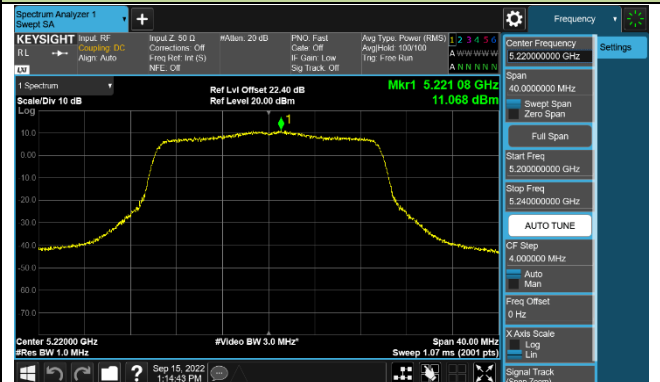 Spectrum Analyzer 1
Swept SA
Frequency
KEYSIGHT
RL
Input: RF
Coupling: DC
Align: Auto
Input Z: 50 Ω
Corrections: Off
Freq Ref: Int (S)
NFE: Off
#Atten: 20 dB
PNO: Fast
Gate: Off
IF Gain: Low
Sig Track: Off
Avg Type: Power (RMS)
Avg|Hold: 100/100
Trig: Free Run
1 2 3 4 5 6
A W W W W W
A N N N N N
1 Spectrum
Scale/Div 10 dB
Log
Ref Lvl Offset 22.40 dB
Ref Level 20.00 dBm
Mkr1 5.221 08 GHz
11.068 dBm
1
10.0
0.00
-10.0
-20.0
-30.0
-40.0
-50.0
-60.0
-70.0
Center 5.22000 GHz
#Res BW 1.0 MHz
#Video BW 3.0 MHz*
Span 40.00 MHz
Sweep 1.07 ms (2001 pts)
Sep 15, 2022
1:14:43 PM
Center Frequency
5.220000000 GHz
Span
40.0000000 MHz
Swept Span
Zero Span
Full Span
Start Freq
5.200000000 GHz
Stop Freq
5.240000000 GHz
AUTO TUNE
CF Step
4.000000 MHz
Auto
Man
Freq Offset
0 Hz
X Axis Scale
Log
Lin
Signal Track
(Span Zoom)
Settings